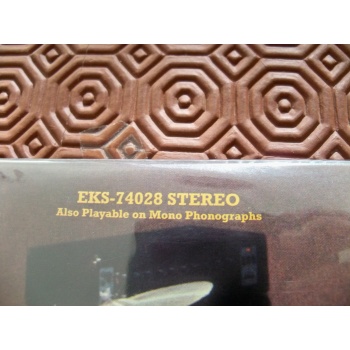 EKS-74028 STEREO
Also Playable on Mono Phonographs